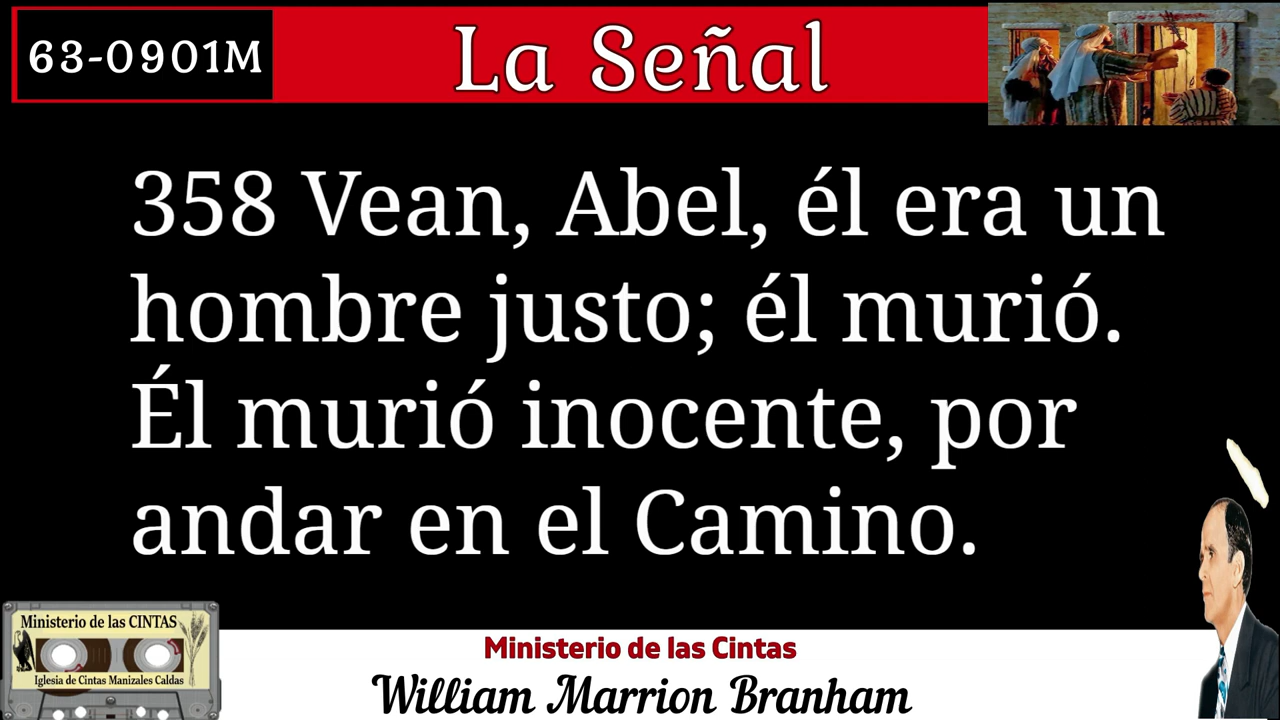 63-0901M
La Señal
358 Vean, Abel, él era un
hombre justo; él murió.
Él murió inocente, por
andar en el Camino.
Ministerio de las CINTAS
Iglesia de Cintas Manizales Caldas
Ministerio de las Cintas
William Marrion Branham